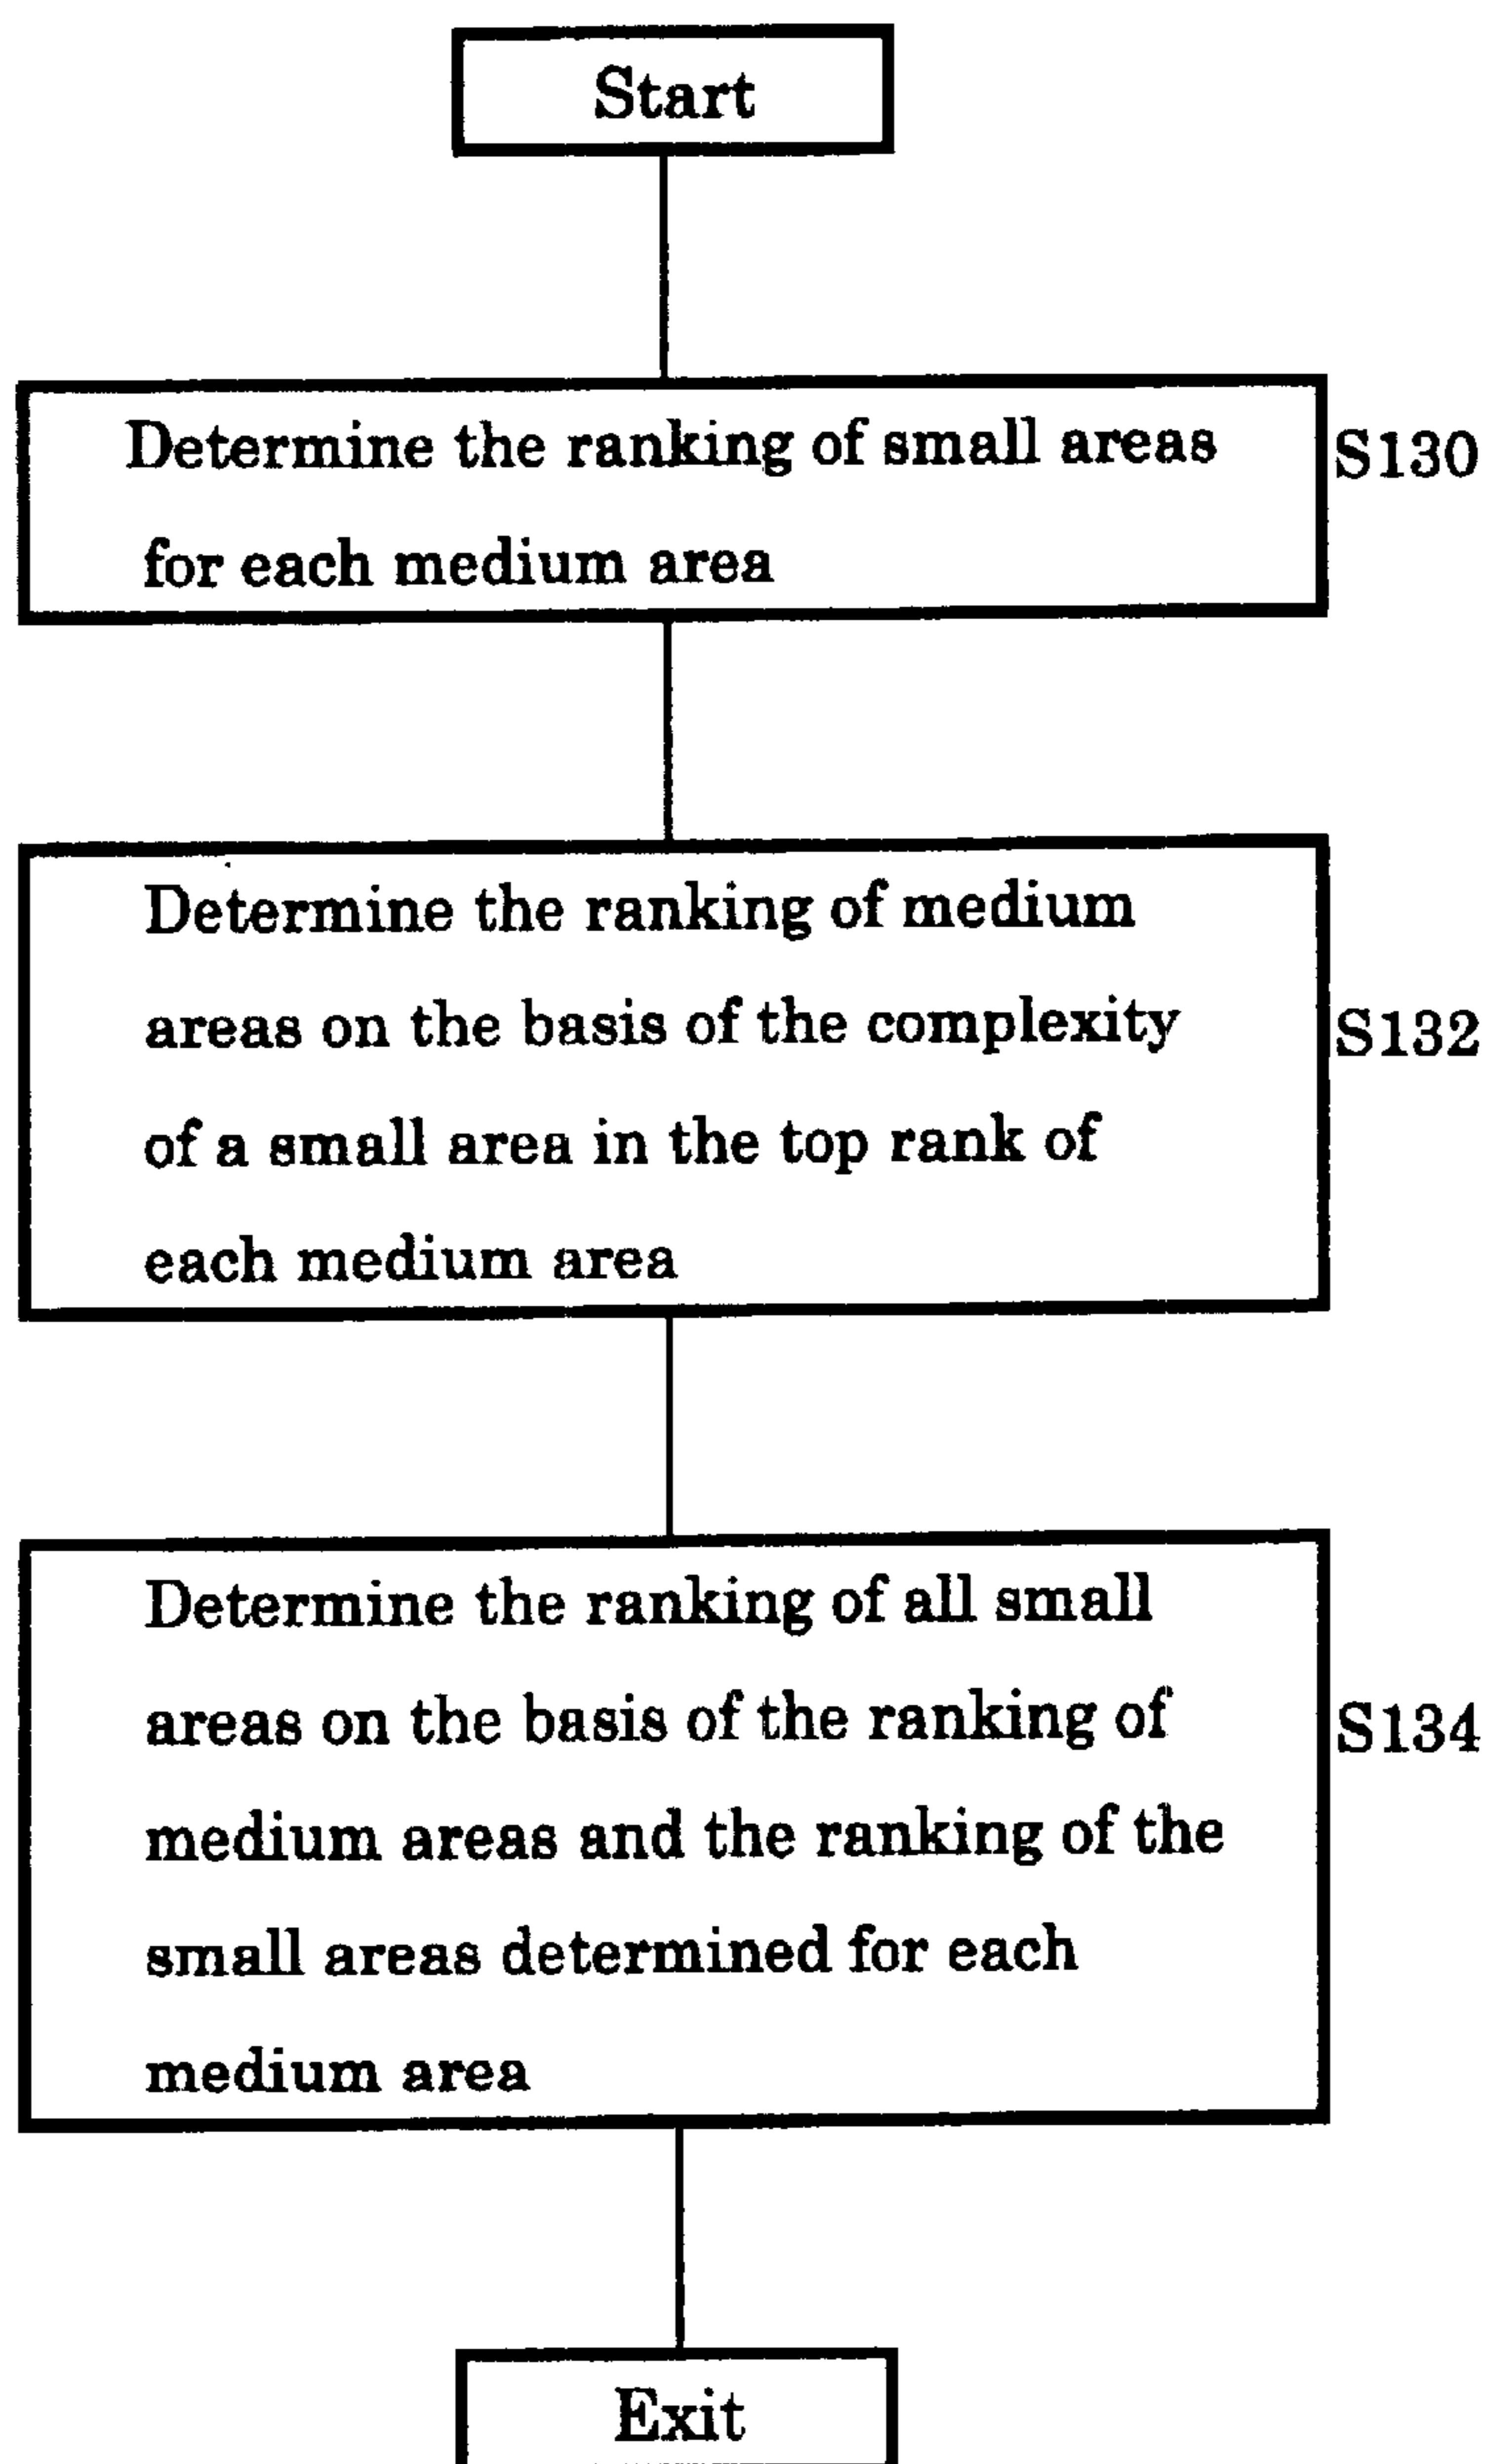 Start
Determine the ranking of small areas
S130
for each medium area
Determine the ranking of medium
areas on the basis of the complexity
S132
of a small area in the top rank of
each medium area
Determine the ranking of all small
areas on the basis of the ranking of
S134
medium areas and the ranking of the
small areas determined for each
medium area
Exit